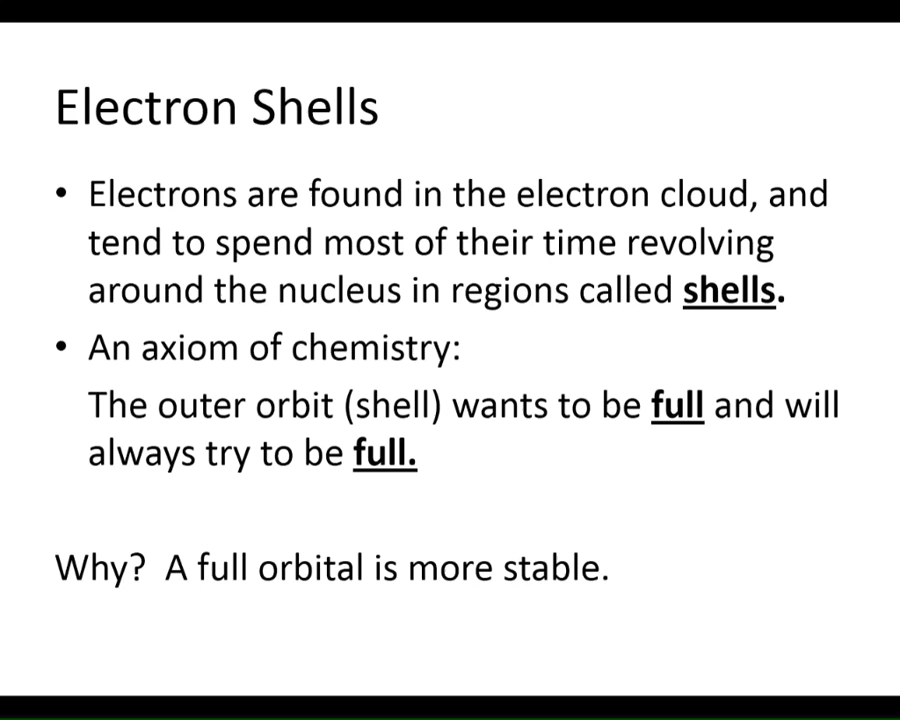 Electron Shells
• Electrons are found in the electron cloud, and
tend to spend most of their time revolving
around the nucleus in regions called shells.
• An axiom of chemistry:
The outer orbit (shell) wants to be full and will
always try to be full.
Why?  A full orbital is more stable.